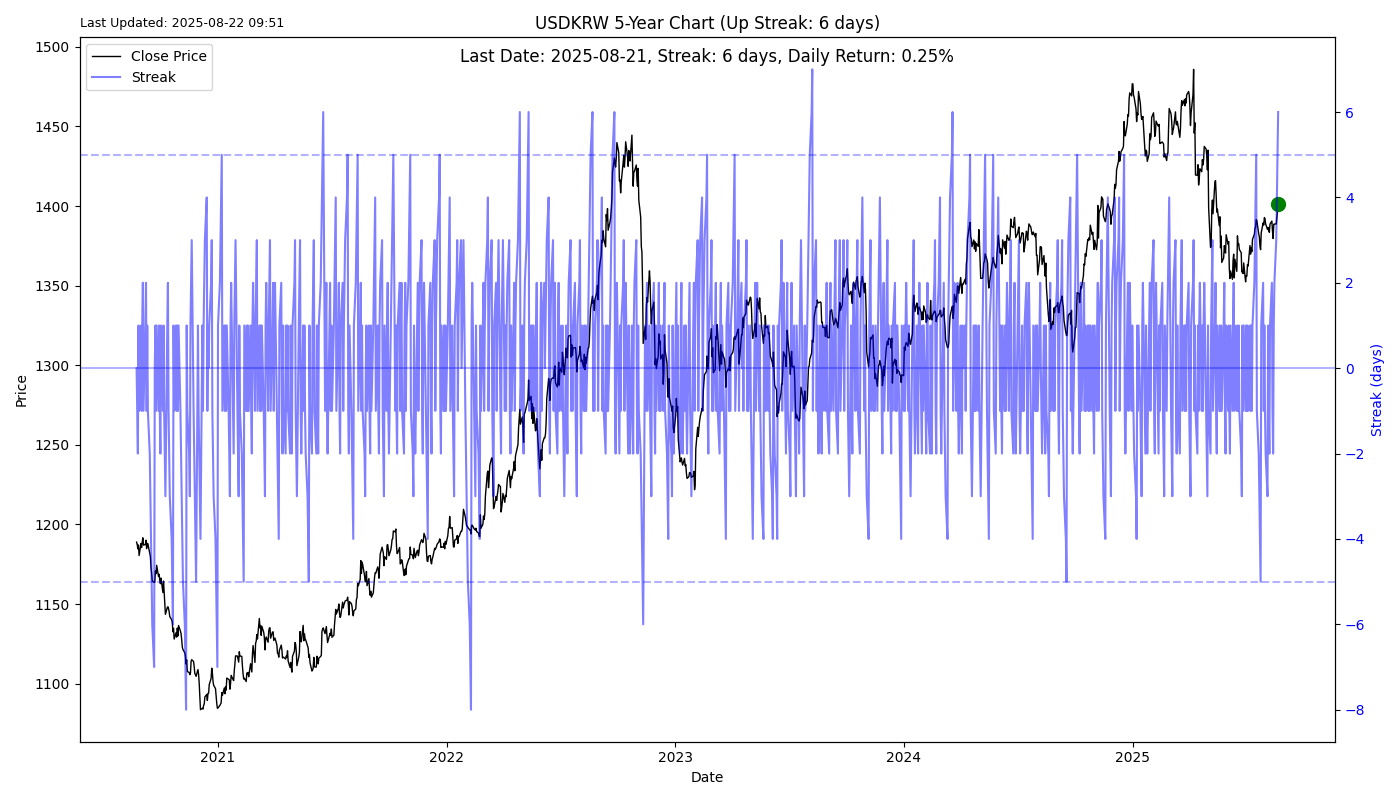 Last Updated: 2025-08-22 09:51
USDKRW 5-Year Chart (Up Streak: 6 days)
Last Date: 2025-08-21, Streak: 6 days, Daily Return: 0.25%
Close Price
Streak
1500
1450
1400
1350
1300
1250
1200
1150
1100
Price
6
4
2
0
−2
−4
−6
−8
Streak (days)
2021
2022
2023
2024
2025
Date